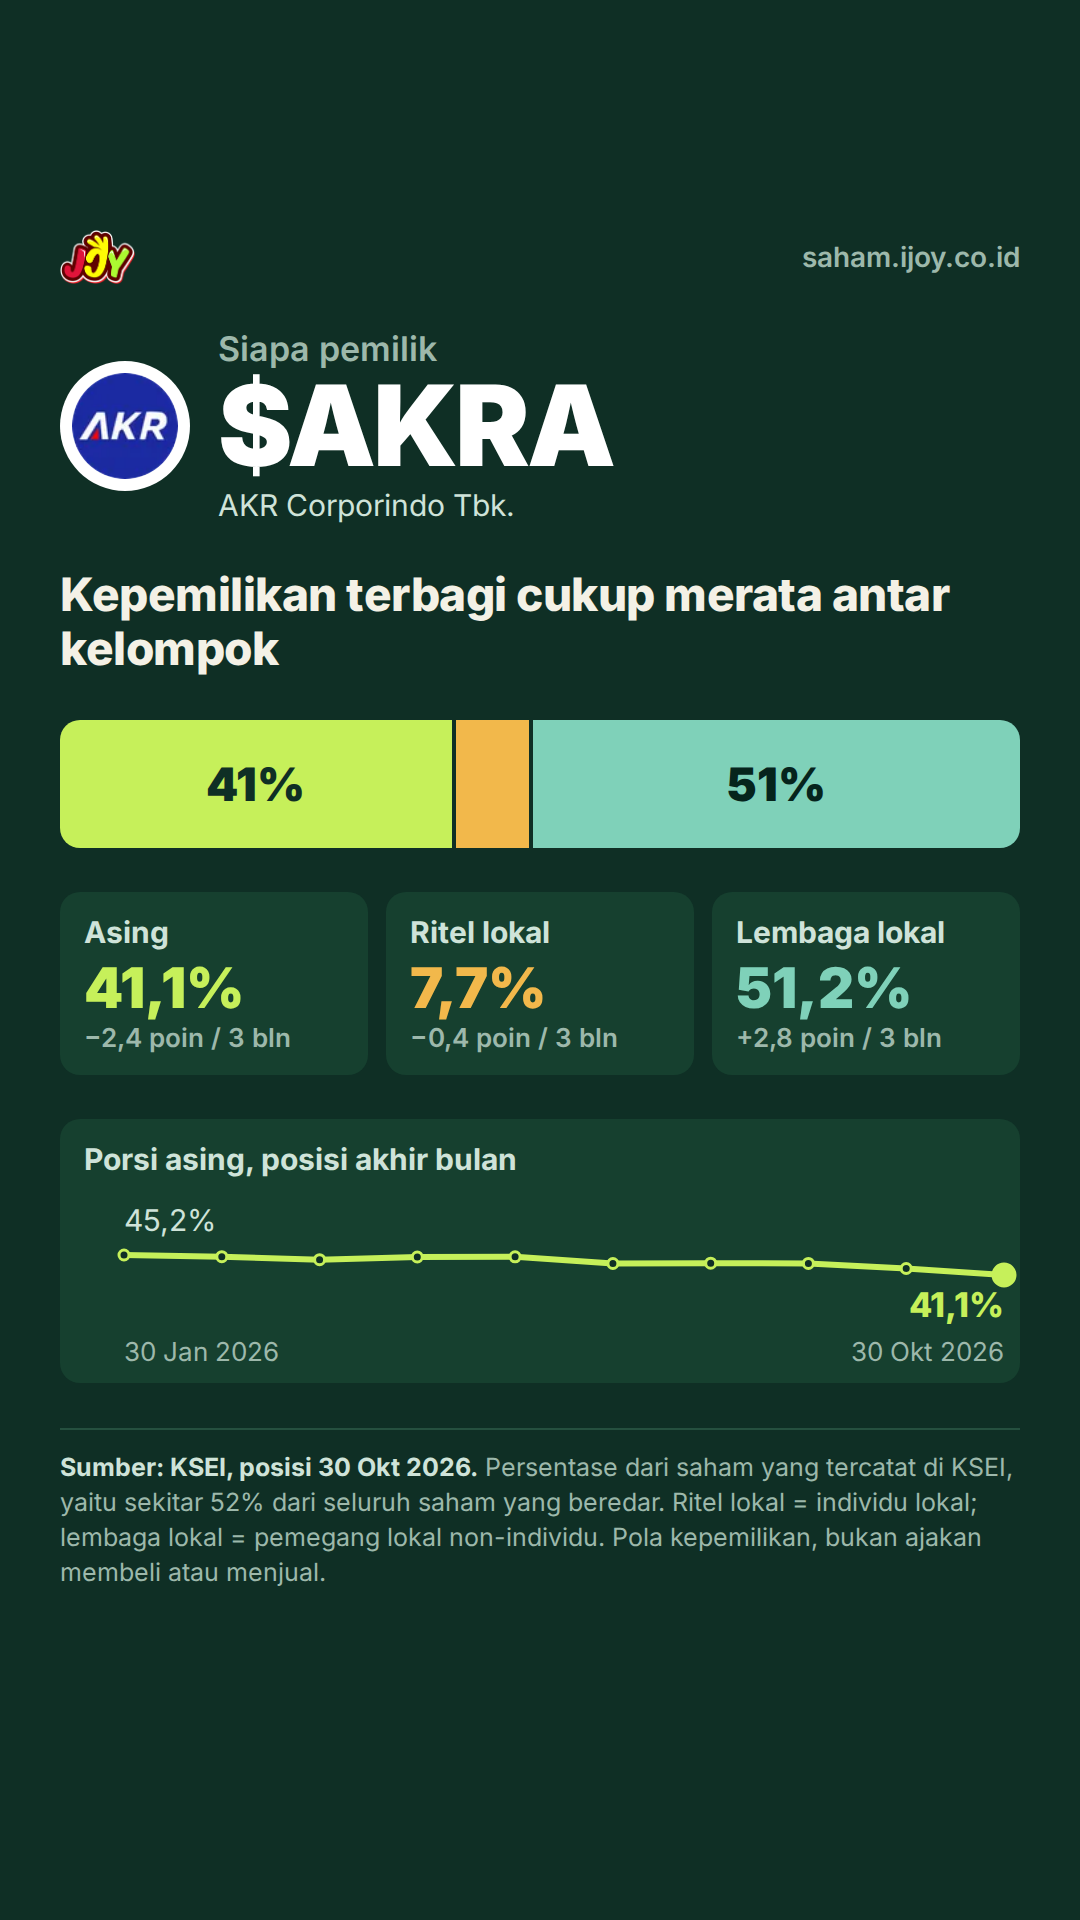 JOY
saham.ijoy.co.id
Siapa pemilik
$AKRA
AKR
AKR Corporindo Tbk.
Kepemilikan terbagi cukup merata antar
kelompok
41%
51%
Asing
41,1%
−2,4 poin / 3 bln
Ritel lokal
7,7%
−0,4 poin / 3 bln
Lembaga lokal
51,2%
+2,8 poin / 3 bln
Porsi asing, posisi akhir bulan
45,2%
41,1%
30 Jan 2026
30 Okt 2026
Sumber: KSEI, posisi 30 Okt 2026. Persentase dari saham yang tercatat di KSEI,
yaitu sekitar 52% dari seluruh saham yang beredar. Ritel lokal = individu lokal;
lembaga lokal = pemegang lokal non-individu. Pola kepemilikan, bukan ajakan
membeli atau menjual.